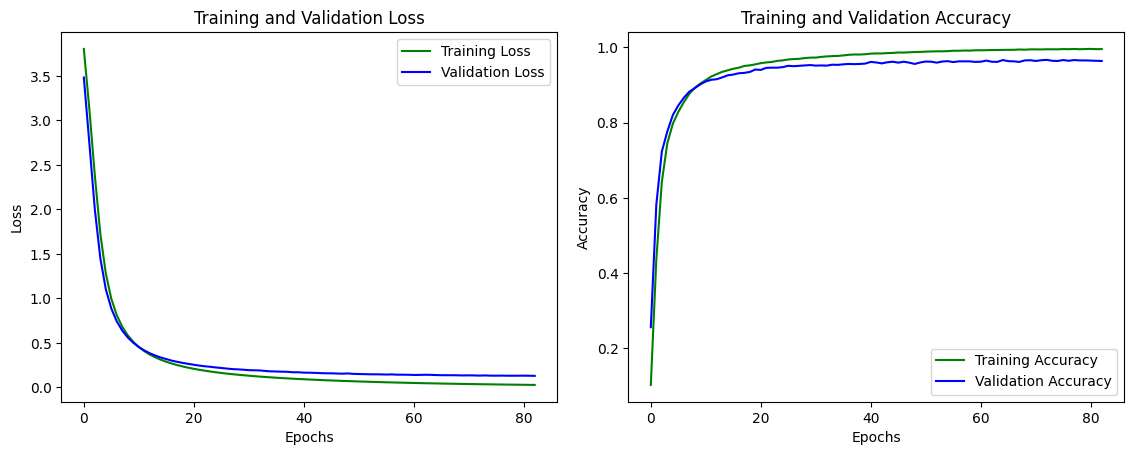 Training and Validation Loss
Training Loss
Validation Loss
Loss
3.5
3.0
2.5
2.0
1.5
1.0
0.5
0.0
0
20
40
60
80
Epochs
Training and Validation Accuracy
Accuracy
1.0
0.8
0.6
0.4
0.2
Training Accuracy
Validation Accuracy
0
20
40
60
80
Epochs